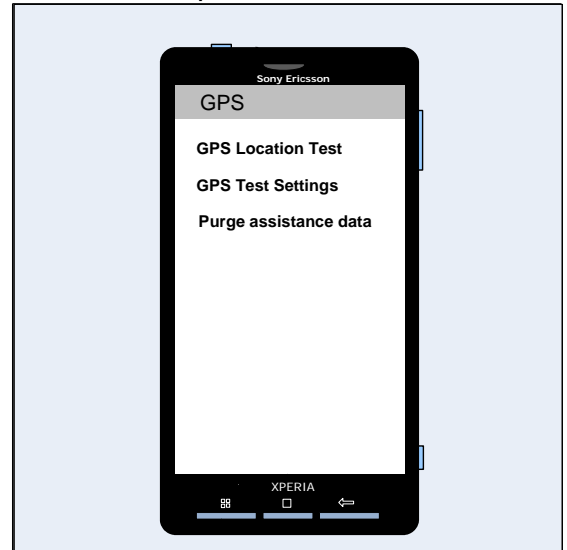 Sony Ericsson
GPS
GPS Location Test
GPS Test Settings
Purge assistance data
XPERIA